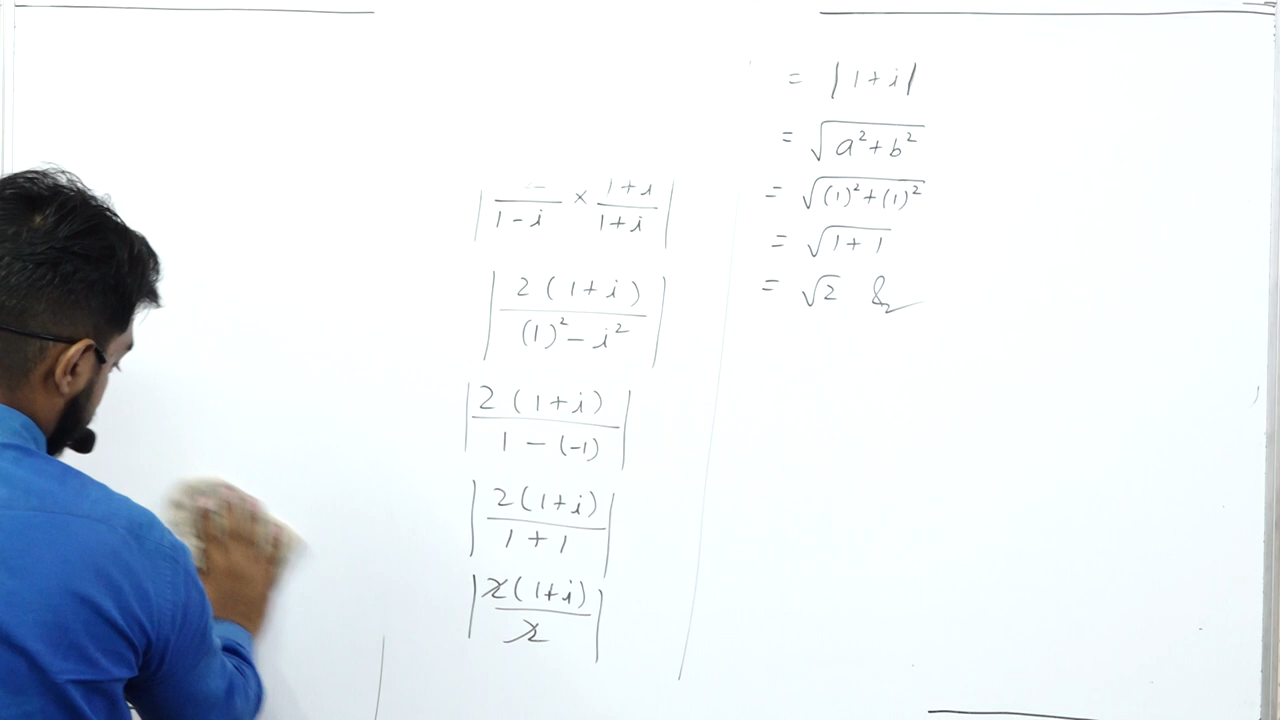 | /(1-i) × (1+i)/(1+i) |
| 2(1+i)/((1)²-i²) |
| 2(1+i)/(1-(-1)) |
| 2(1+i)/(1+1) |
| 2(1+i)/2 |
= |1+i|
= √(a²+b²)
= √((1)²+(1)²)
= √(1+1)
= √2